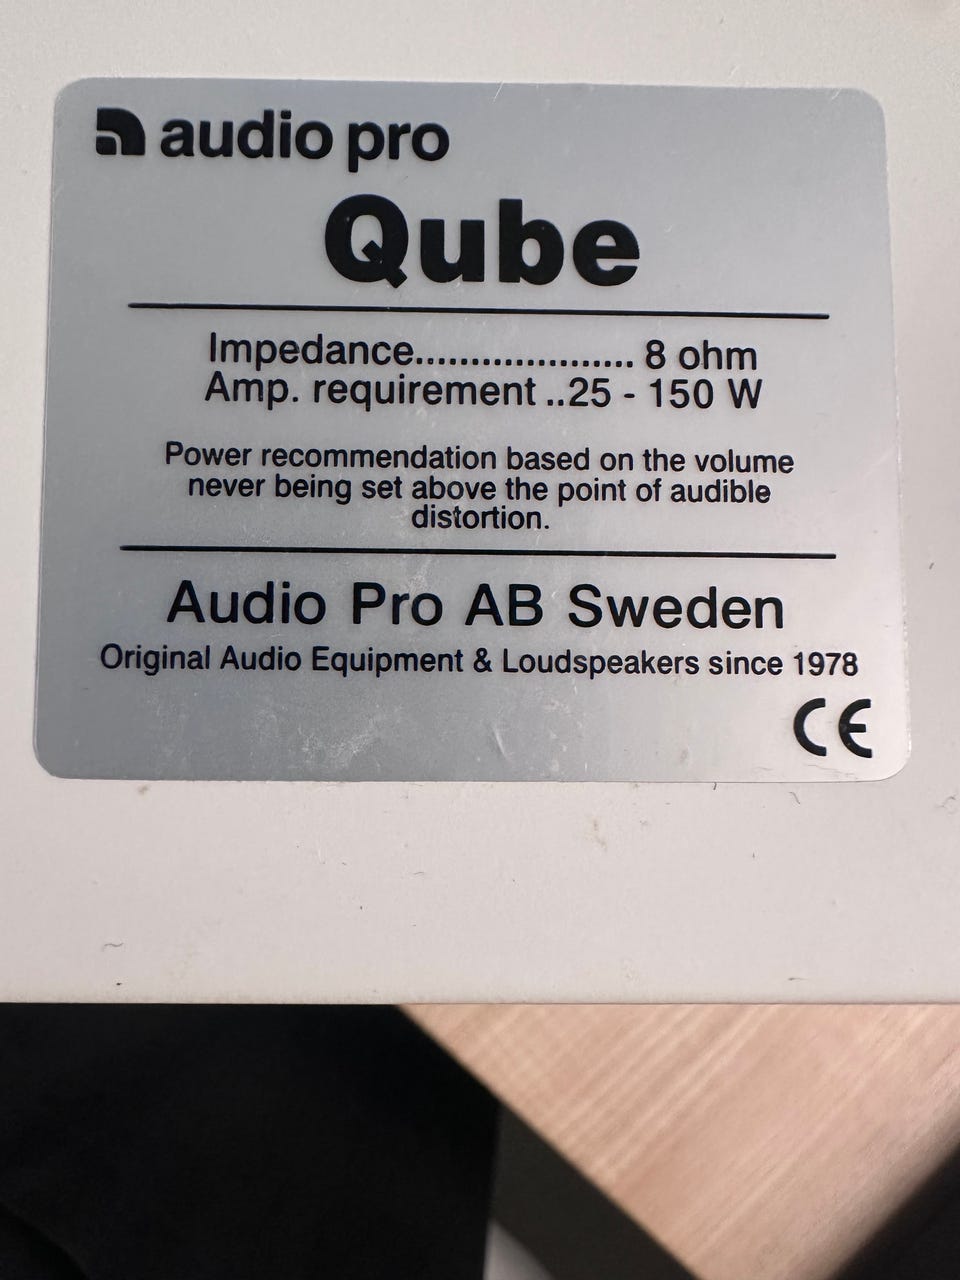 audio pro
Qube
Impedance.................... 8 ohm
Amp. requirement ..25 - 150 W
Power recommendation based on the volume
never being set above the point of audible
distortion.
Audio Pro AB Sweden
Original Audio Equipment & Loudspeakers since 1978
CE